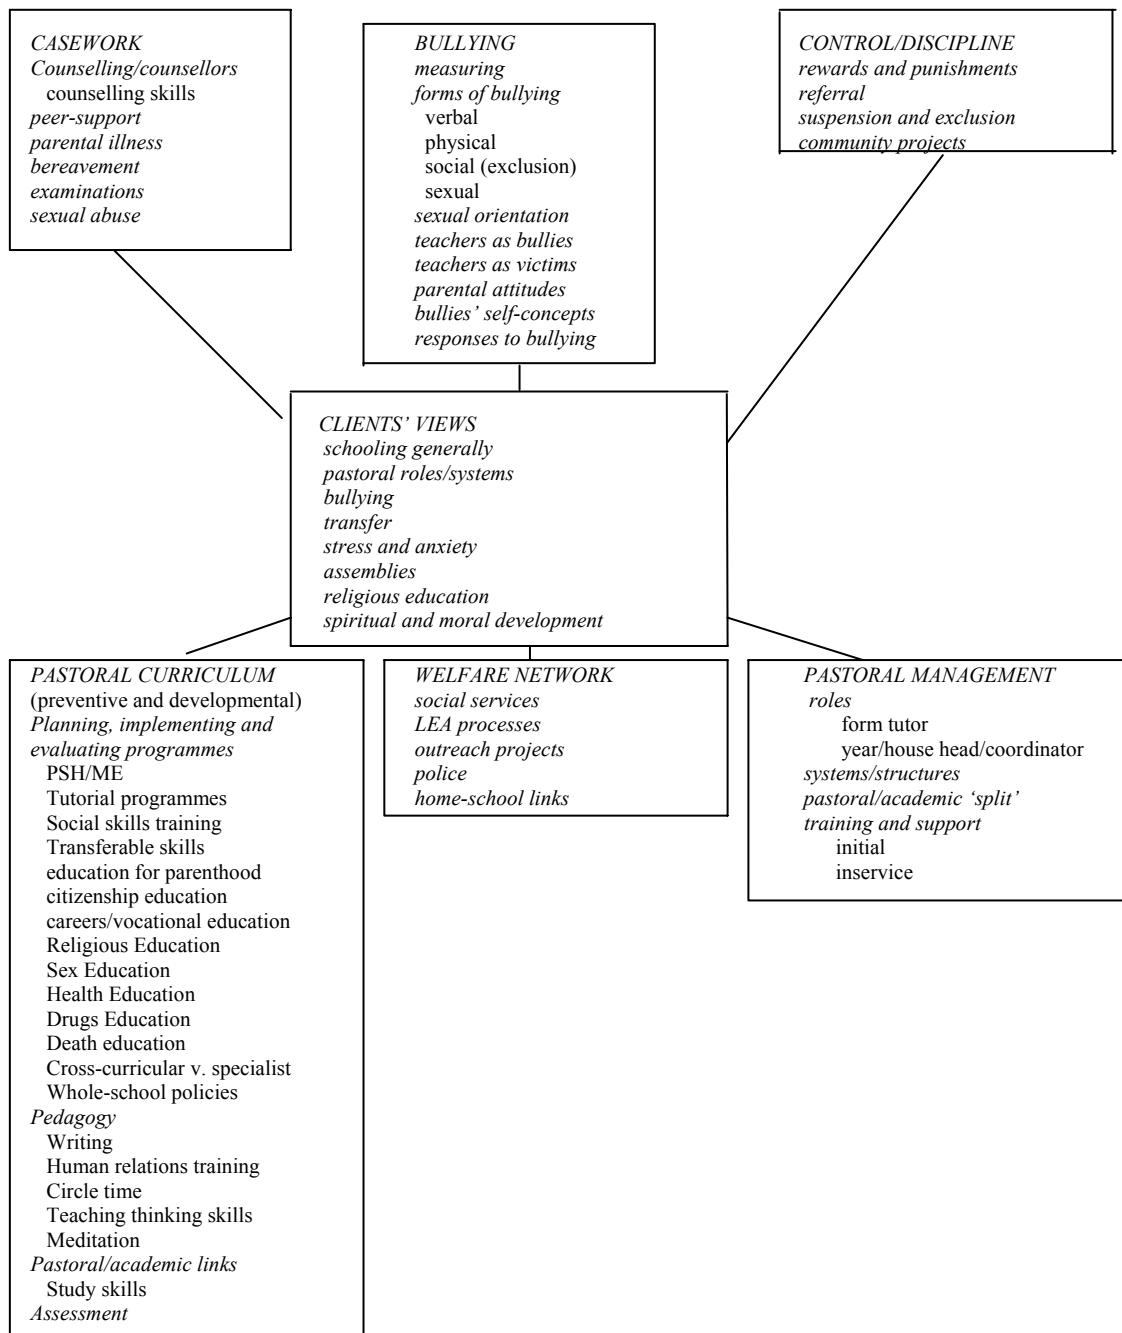 CASEWORK
Counselling/counsellors
counselling skills
peer-support
parental illness
bereavement
examinations
sexual abuse
BULLYING
measuring
forms of bullying
verbal
physical
social (exclusion)
sexual
sexual orientation
teachers as bullies
teachers as victims
parental attitudes
bullies’ self-concepts
responses to bullying
CONTROL/DISCIPLINE
rewards and punishments
referral
suspension and exclusion
community projects
CLIENTS’ VIEWS
schooling generally
pastoral roles/systems
bullying
transfer
stress and anxiety
assemblies
religious education
spiritual and moral development
PASTORAL CURRICULUM
(preventive and developmental)
Planning, implementing and
evaluating programmes
PSH/ME
Tutorial programmes
Social skills training
Transferable skills
education for parenthood
citizenship education
careers/vocational education
Religious Education
Sex Education
Health Education
Drugs Education
Death education
Cross-curricular v. specialist
Whole-school policies
Pedagogy
Writing
Human relations training
Circle time
Teaching thinking skills
Meditation
Pastoral/academic links
Study skills
Assessment
WELFARE NETWORK
social services
LEA processes
outreach projects
police
home-school links
PASTORAL MANAGEMENT
roles
form tutor
year/house head/coordinator
systems/structures
pastoral/academic ‘split’
training and support
initial
inservice